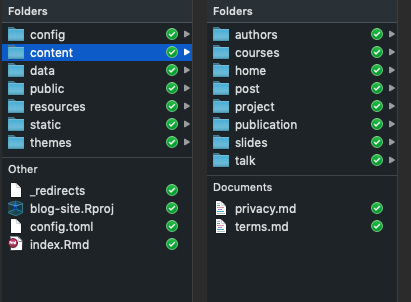 Folders
config
content
data
public
resources
static
themes
Other
_redirects
blog-site.Rproj
config.toml
index.Rmd
Folders
authors
courses
home
post
project
publication
slides
talk
Documents
privacy.md
terms.md